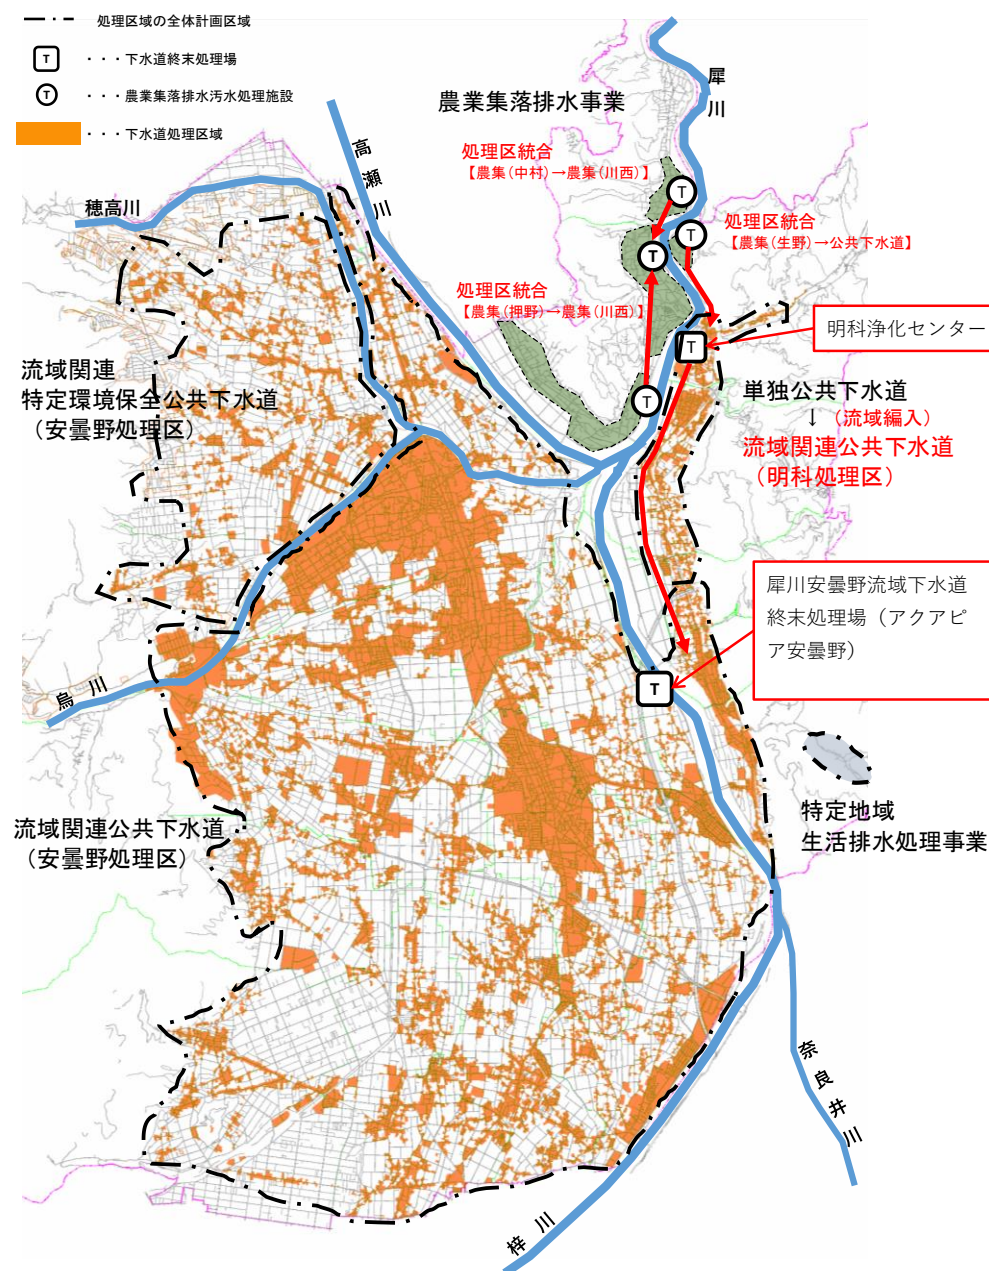 処理区域の全体計画区域
T ・・・下水道終末処理場
T ・・・農業集落排水汚水処理施設
・・・下水道処理区域
犀川
農業集落排水事業
高瀬川
処理区統合
【農集(中村)→農集(川西)】
T
穂高川
処理区統合
【農集(生野)→公共下水道】
T
T
処理区統合
【農集(押野)→農集(川西)】
明科浄化センター
T
流域関連
特定環境保全公共下水道
(安曇野処理区)
単独公共下水道
↓(流域編入)
流域関連公共下水道
(明科処理区)
T
犀川安曇野流域下水道
終末処理場(アクアピ
ア安曇野)
T
烏川
特定地域
生活排水処理事業
流域関連公共下水道
(安曇野処理区)
奈良井川
梓川